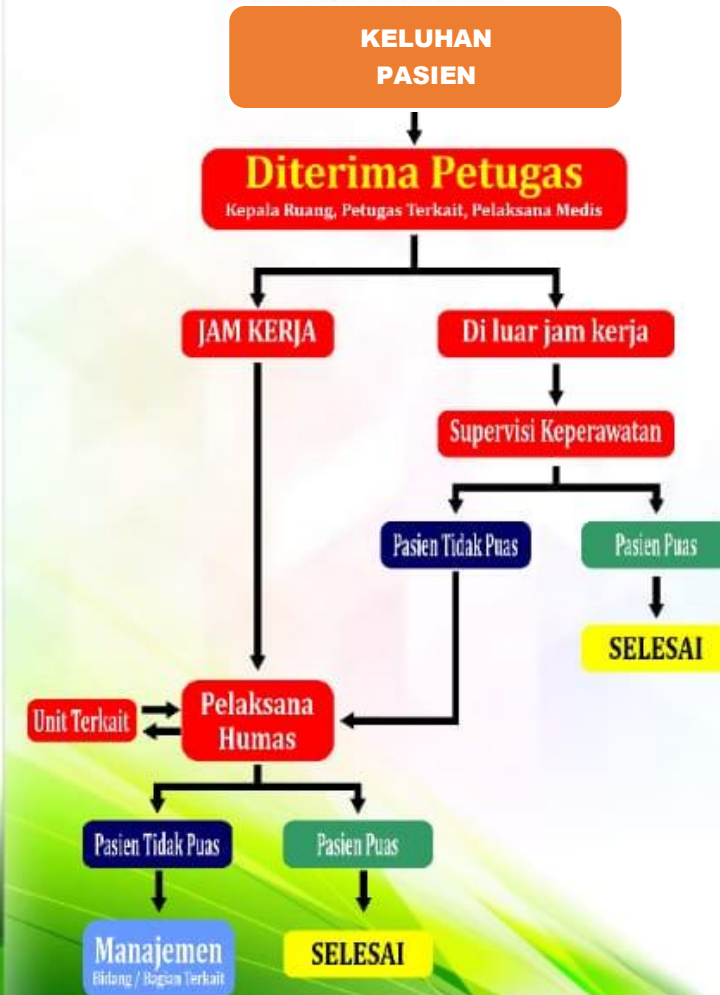 KELUHAN
PASIEN
Diterima Petugas
Kepala Ruang, Petugas Terkait, Pelaksana Medis
JAM KERJA
Di luar jam kerja
Supervisi Keperawatan
Pasien Tidak Puas
Pasien Puas
SELESAI
Unit Terkait
Pelaksana
Humas
Pasien Tidak Puas
Pasien Puas
Manajemen
Bidang / Bagian Terkait
SELESAI